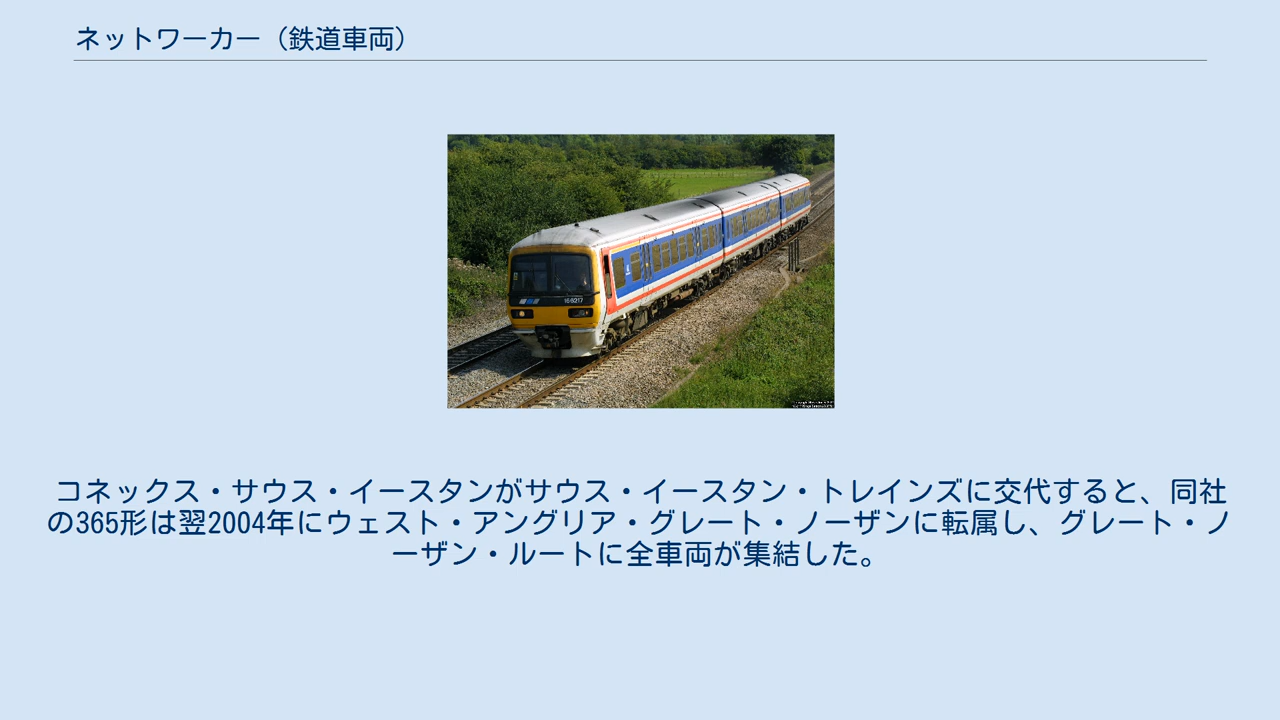 ネットワーカー（鉄道車両）
166217
コネックス・サウス・イースタンがサウス・イースタン・トレインズに交代すると、同社
の365形は翌2004年にウェスト・アングリア・グレート・ノーザンに転属し、グレート・ノ
ーザン・ルートに全車両が集結した。